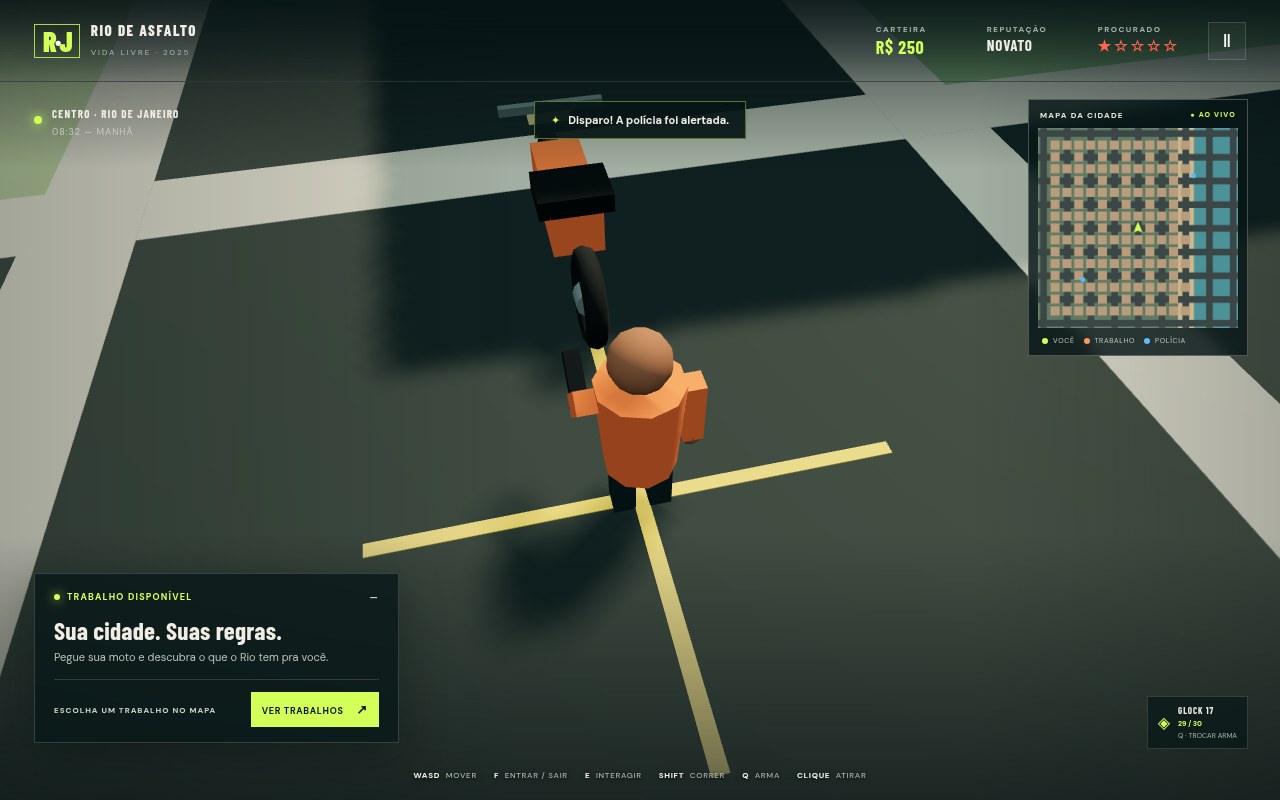 RJ
RIO DE ASFALTO
VIDA LIVRE · 2025
CARTEIRA
R$ 250
REPUTAÇÃO
NOVATO
PROCURADO
★☆☆☆☆
CENTRO · RIO DE JANEIRO
08:32 — MANHÃ
✦ Disparo! A polícia foi alertada.
MAPA DA CIDADE
● AO VIVO
VOCÊ
TRABALHO
POLÍCIA
TRABALHO DISPONÍVEL
—
Sua cidade. Suas regras.
Pegue sua moto e descubra o que o Rio tem pra você.
ESCOLHA UM TRABALHO NO MAPA
VER TRABALHOS ↗
GLOCK 17
29 / 30
Q · TROCAR ARMA
WASD MOVER F ENTRAR / SAIR E INTERAGIR SHIFT CORRER Q ARMA CLIQUE ATIRAR